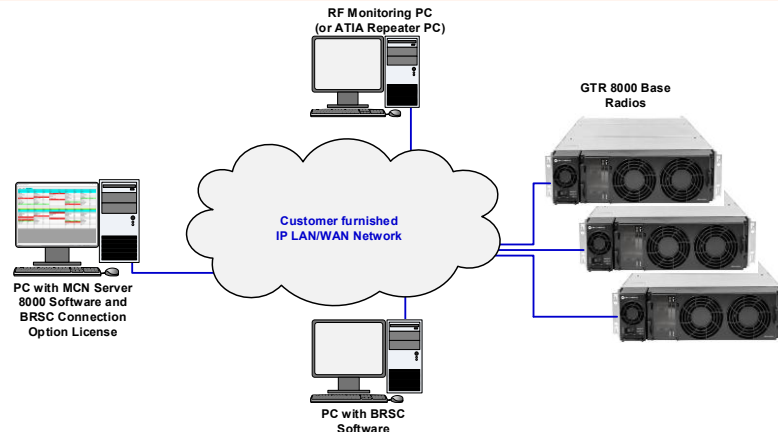 RF Monitoring PC
(or ATIA Repeater PC)
GTR 8000 Base
Radios
Customer furnished
IP LAN/WAN Network
PC with MCN Server
8000 Software and
BRSC Connection
Option License
PC with BRSC
Software